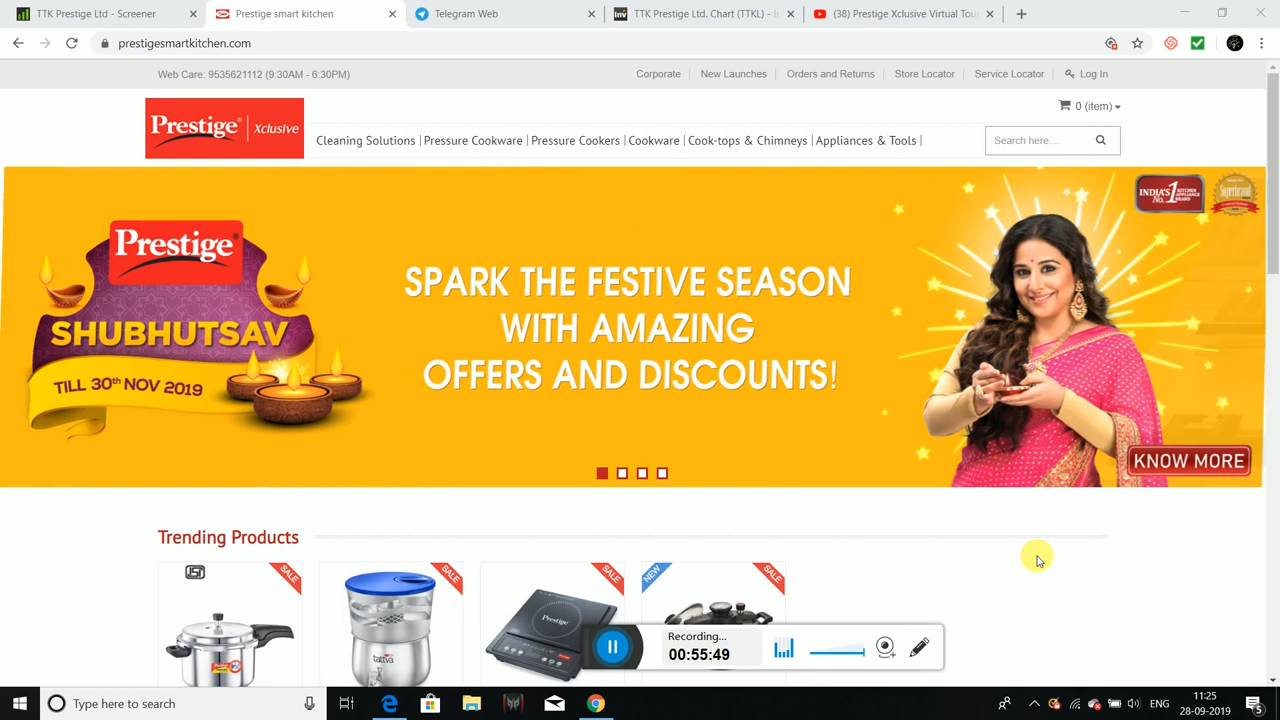 TTK Prestige Ltd - Screener
Prestige smart kitchen
Telegram Web
TTK Prestige Ltd. Chart (TTKL) - I
(38) Prestige Xclusive Virtual Tou
prestigesmartkitchen.com
Web Care: 9535621112 (9:30AM - 6:30PM)
Corporate
New Launches
Orders and Returns
Store Locator
Service Locator
Log In
Prestige Xclusive
0 (item)
Cleaning Solutions | Pressure Cookware | Pressure Cookers | Cookware | Cook-tops & Chimneys | Appliances & Tools |
Search here....
INDIA'S No.1 KITCHEN APPLIANCE BRAND
Superbrand
Prestige
SHUBHUTSAV
TILL 30th NOV 2019
SPARK THE FESTIVE SEASON
WITH AMAZING
OFFERS AND DISCOUNTS!
KNOW MORE
Trending Products
SALE
SALE
SALE
NEW
SALE
Prestige
tattva
Recording...
00:55:49
Type here to search
ENG
11:25
28-09-2019
5